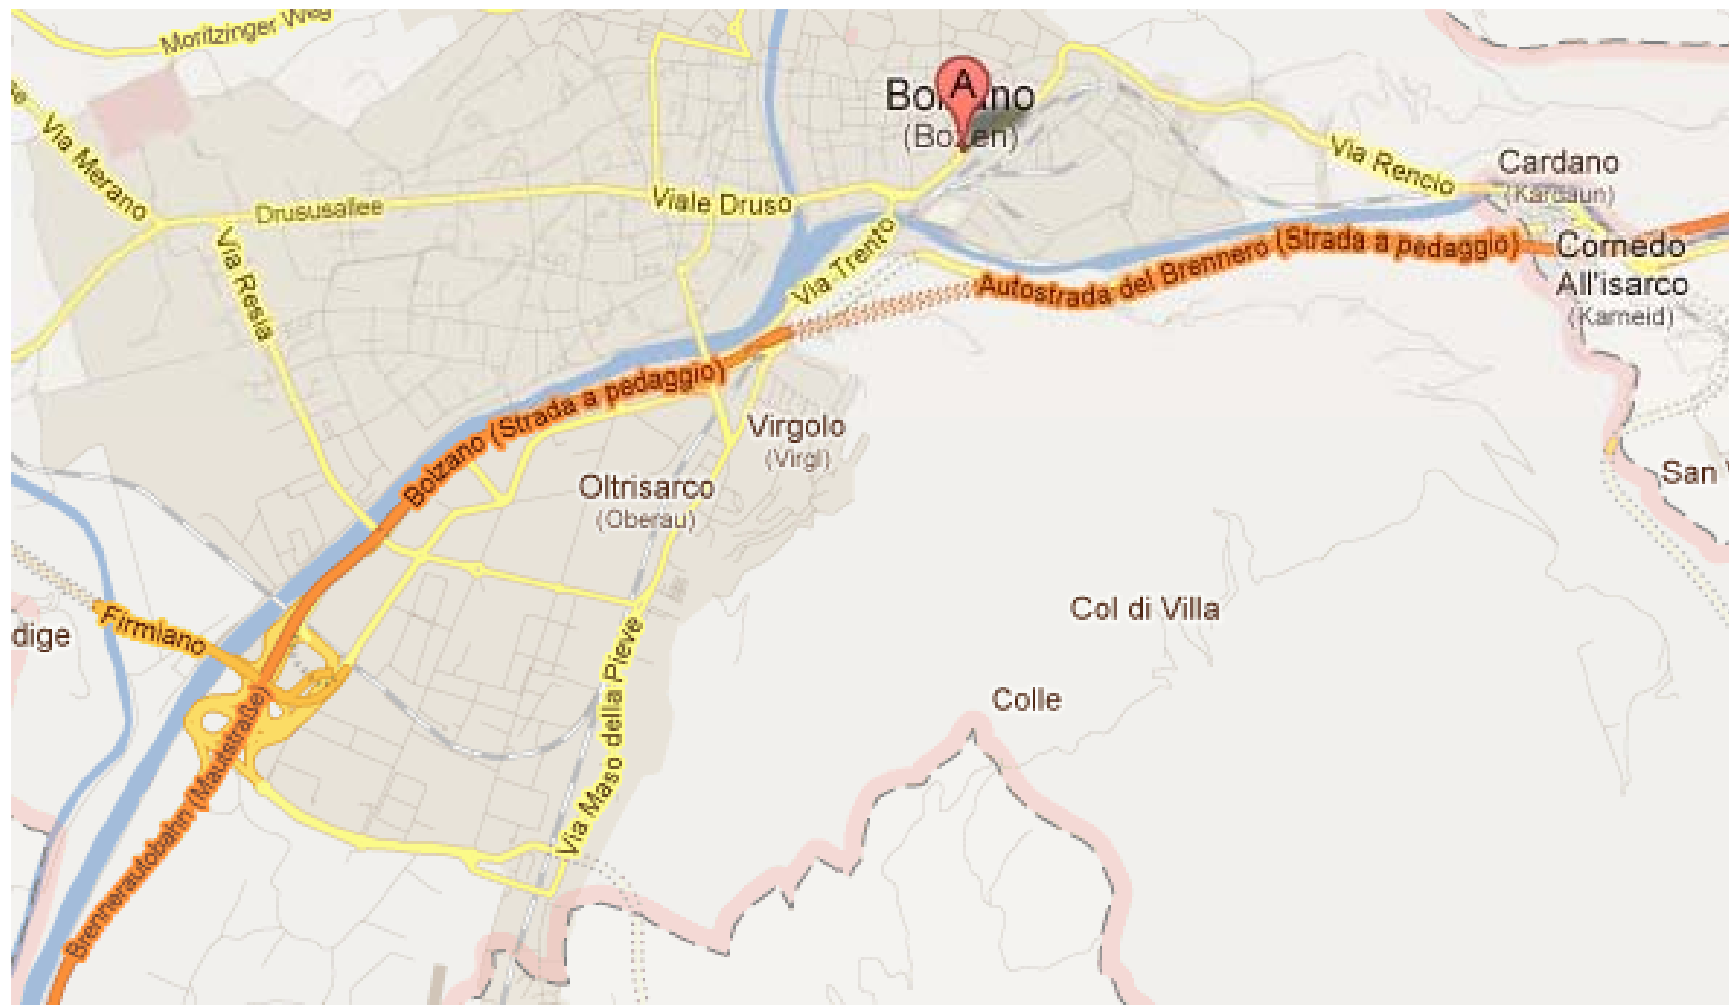 Moritzinger Weg
A
(Bozen)
Via Merano
Via Rencio
Cardano
(Kardaun)
Drususallee
Viale Druso
Via Resia
Via Trento
Autostrada del Brennero (Strada a pedaggio)
Cornedo
All'isarco
(Karneid)
Bolzano (Strada a pedaggio)
Virgolo
(Virgl)
San
Oltrisarco
(Oberau)
Firmiano
dige
Col di Villa
Via Maso della Pieve
Colle
Brennerautobahn (Mautstraße)